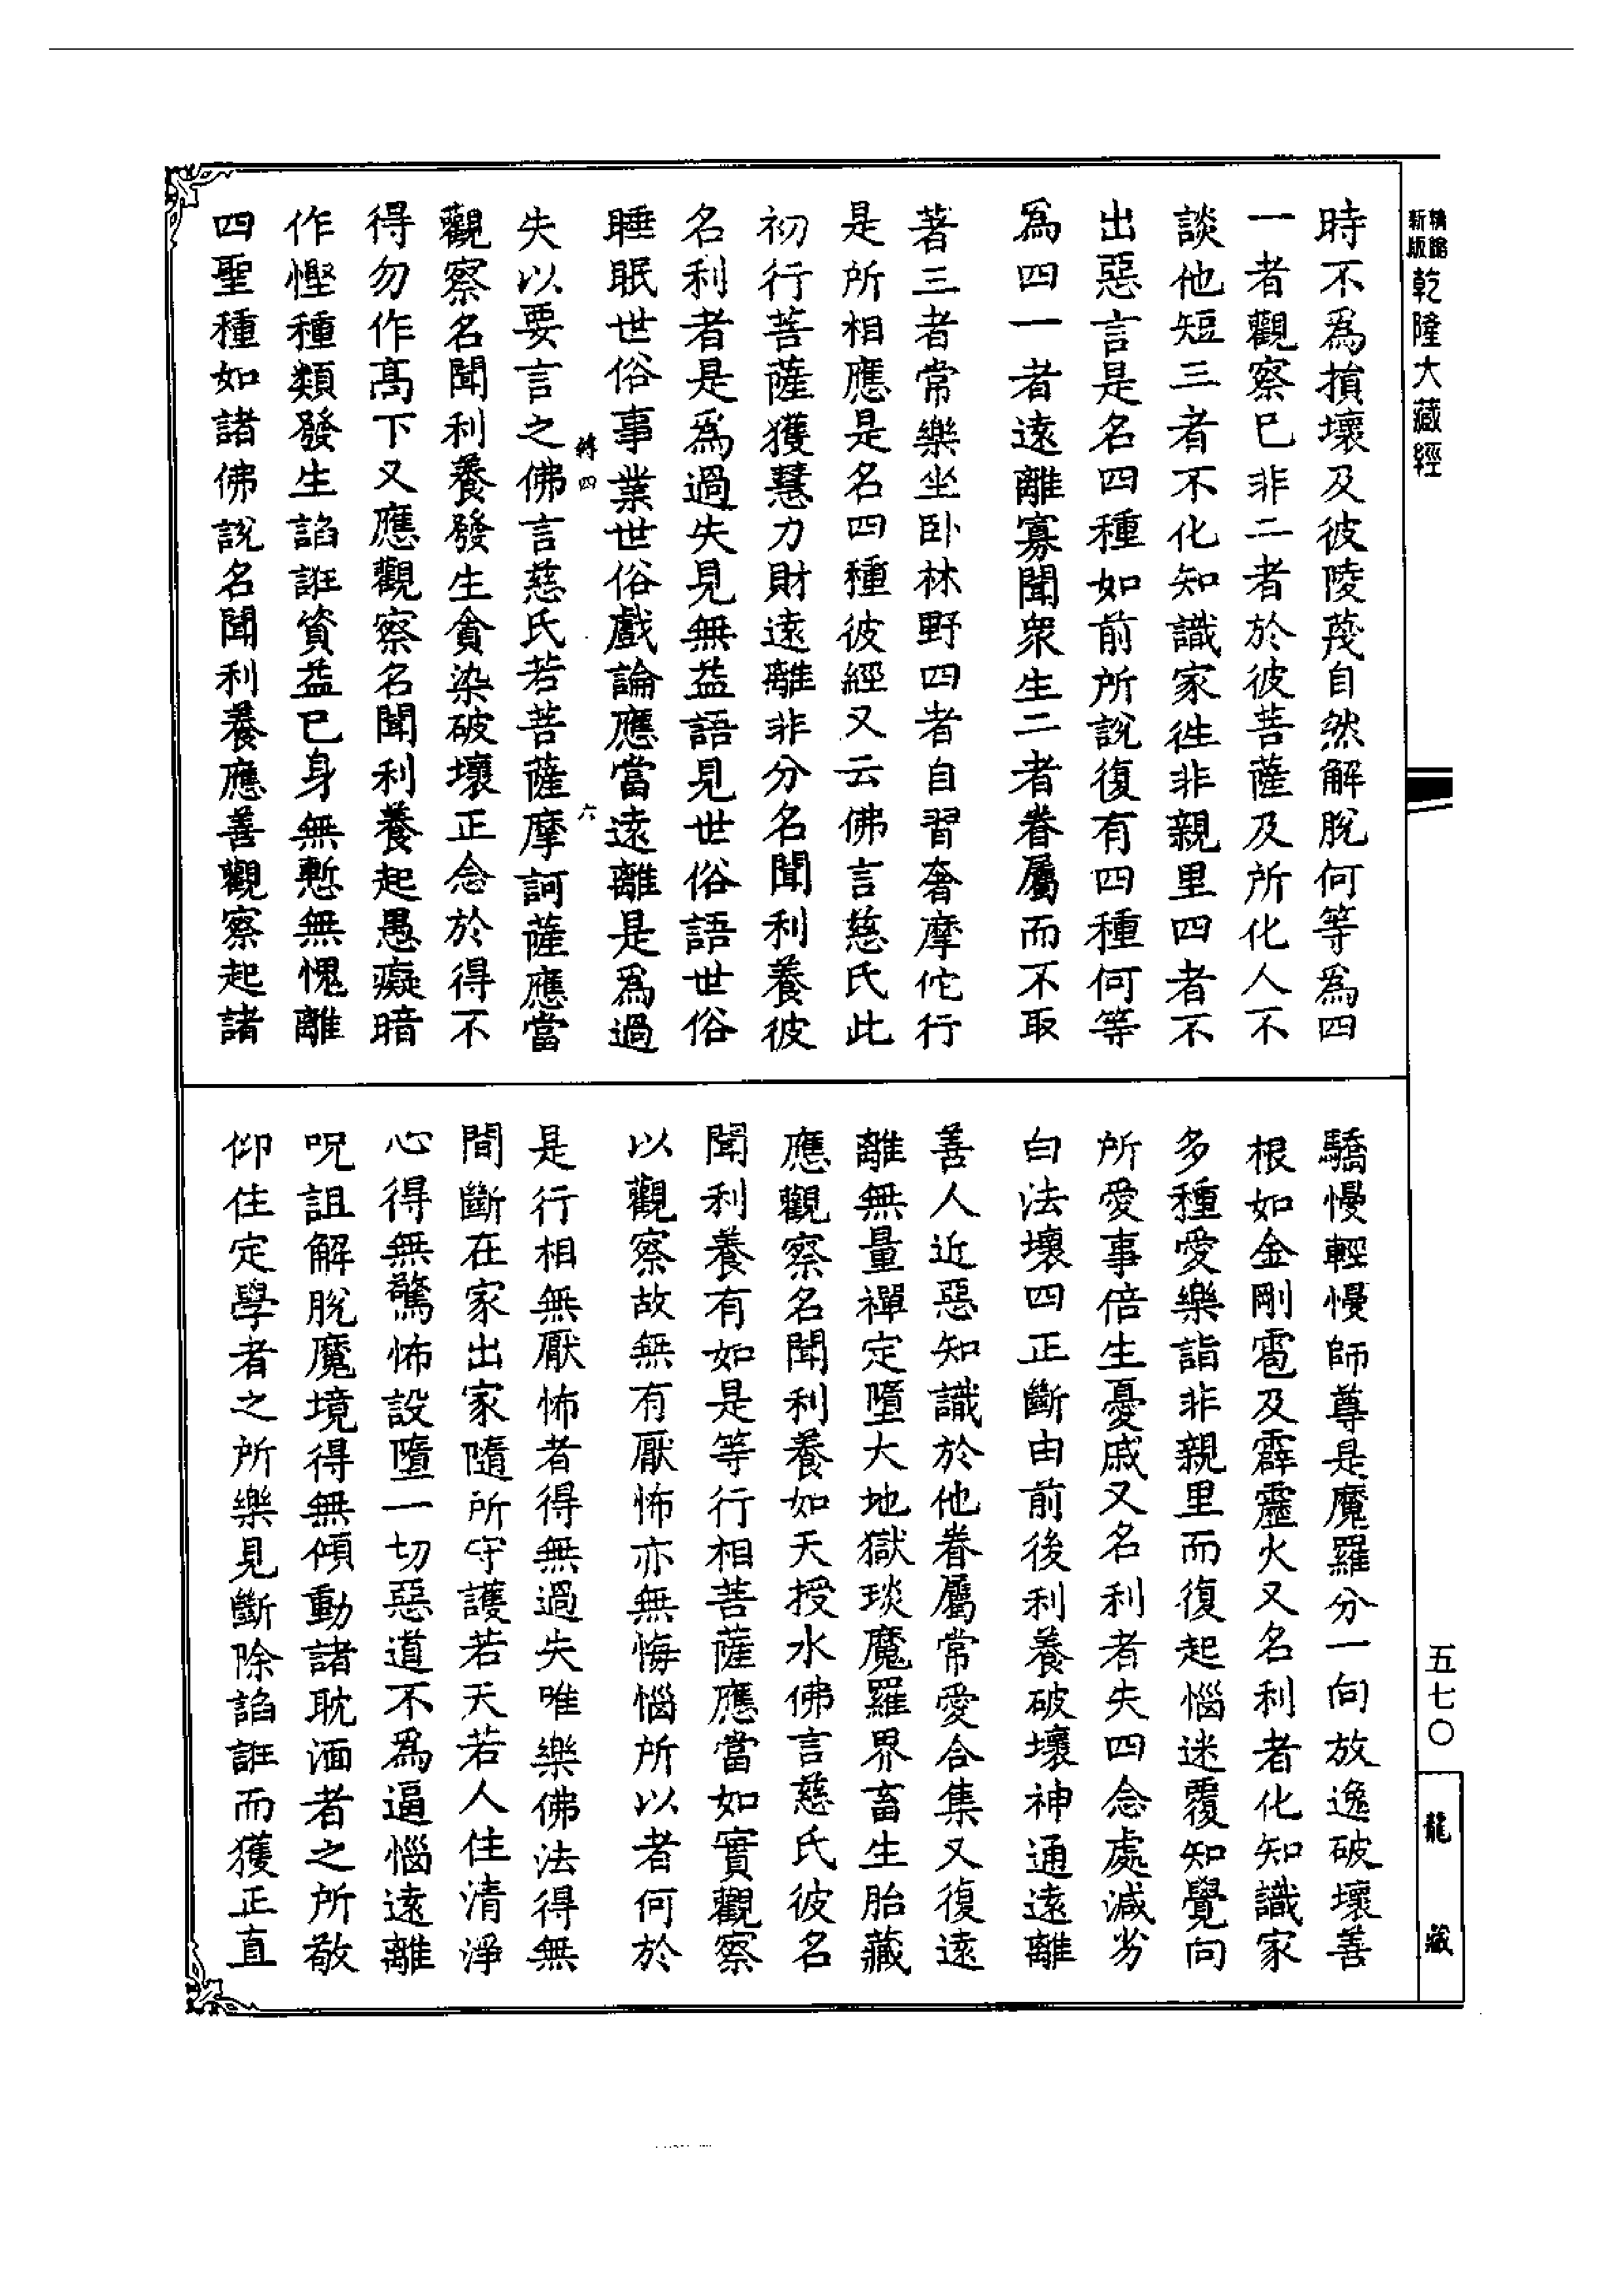 新版精縮乾隆大藏經
時不爲損壞及彼陵蔑自然解脫何等爲四
一者觀察已非二者於彼菩薩及所化人不
談他短三者不化知識家徃非親里四者不
出惡言是名四種如前所說復有四種何等
爲四一者遠離寡聞衆生二者眷屬而不取
著三者常樂坐卧林野四者自習奢摩佗行
是所相應是名四種彼經又云佛言慈氏此
初行菩薩獲慧力財遠離非分名聞利養彼
名利者是爲過失見無益語見世俗語世俗
睡眠世俗事業世俗戲論應當遠離是爲過
轉四 六
失以要言之佛言慈氏若菩薩摩訶薩應當
觀察名聞利養發生貪染破壞正念於得不
得勿作高下又應觀察名聞利養起愚癡暗
作慳種類發生諂誑資益已身無慙無愧離
四聖種如諸佛說名聞利養應善觀察起諸
驕慢輕慢師尊是魔羅分一向放逸破壞善
根如金剛雹及霹靂火又名利者化知識家
多種愛樂詣非親里而復起惱迷覆知覺向
所愛事倍生憂戚又名利者失四念處減劣
白法壞四正斷由前後利養破壞神通遠離
善人近惡知識於他眷屬常愛合集又復遠
離無量禪定墮大地獄琰魔羅界畜生胎藏
應觀察名聞利養如天授水佛言慈氏彼名
聞利養有如是等行相菩薩應當如實觀察
以觀察故無有厭怖亦無悔惱所以者何於
是行相無厭怖者得無過失唯樂佛法得無
間斷在家出家隨所守護若天若人住清淨
心得無驚怖設墮一切惡道不爲逼惱遠離
呪詛解脫魔境得無傾動諸耽湎者之所敬
仰住定學者之所樂見斷除諂誑而獲正直
五七〇
龍藏